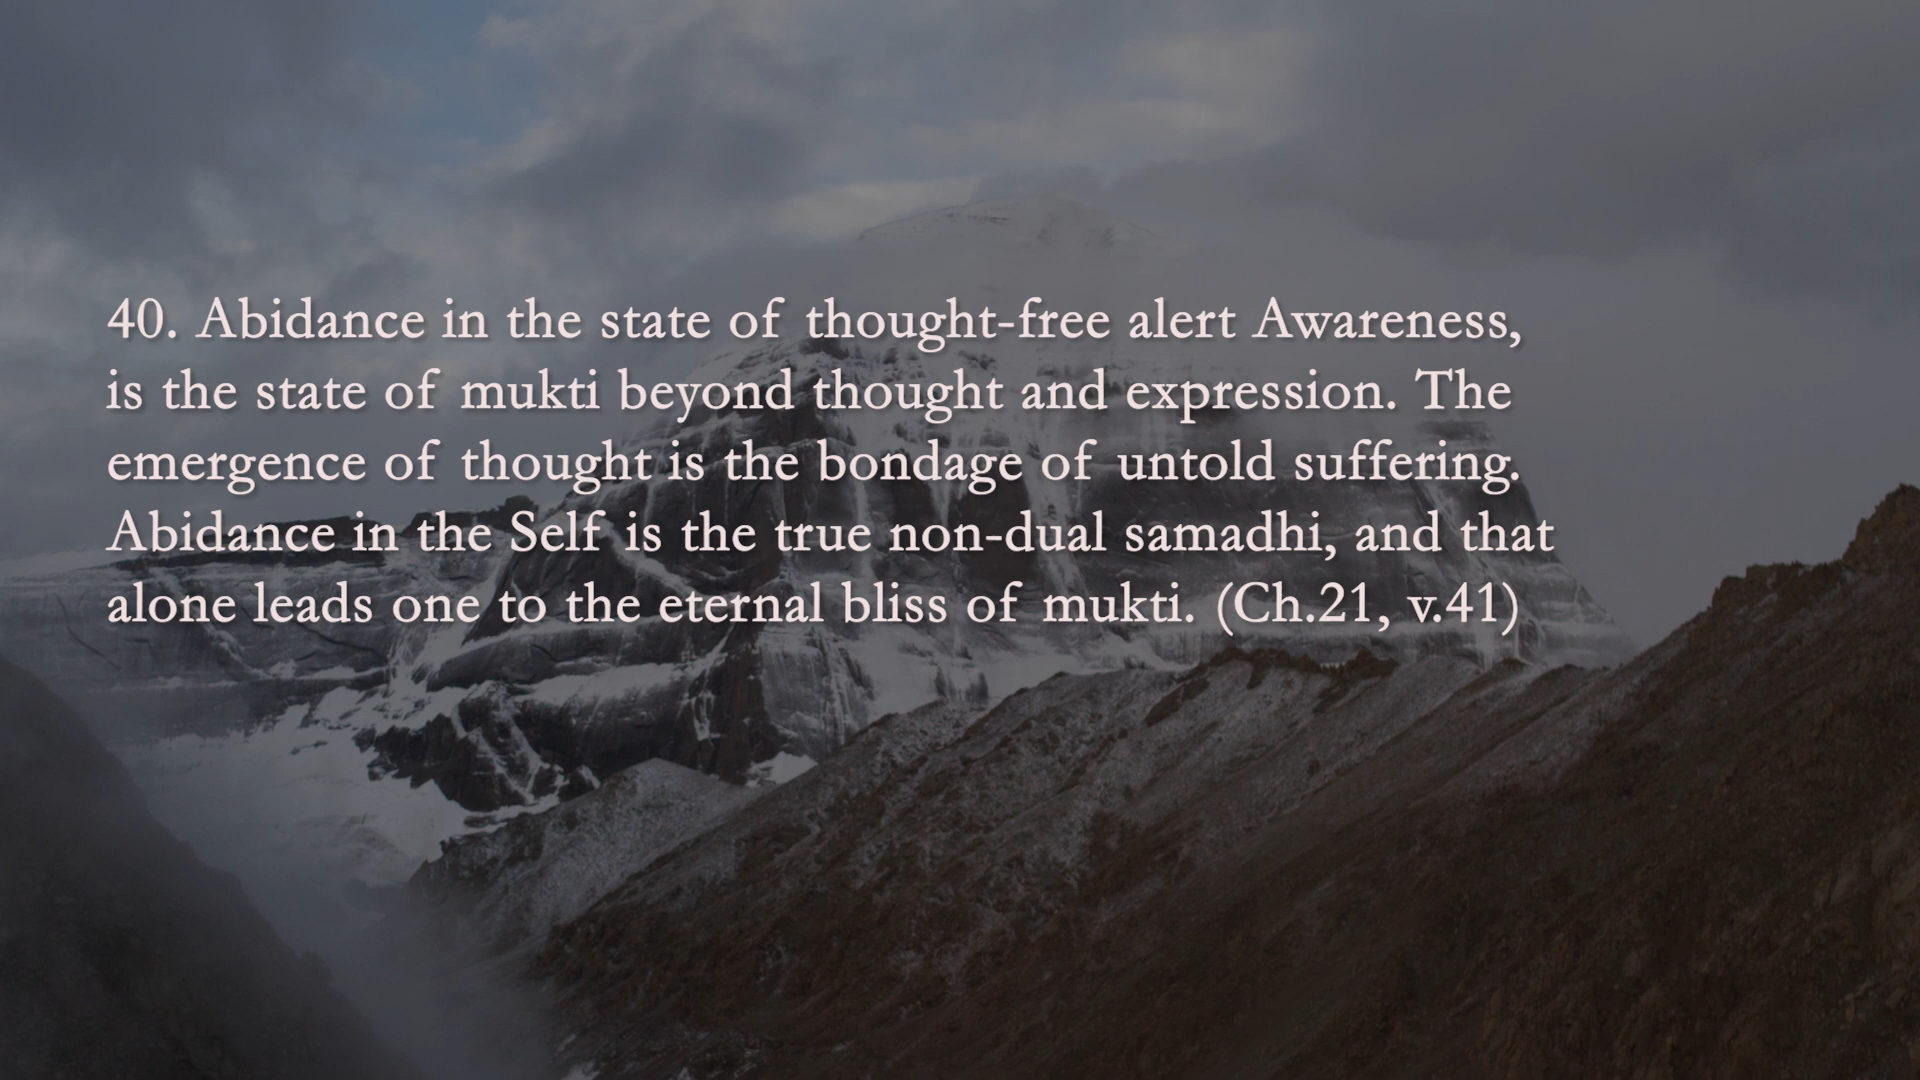 40. Abidance in the state of thought-free alert Awareness,
is the state of mukti beyond thought and expression. The
emergence of thought is the bondage of untold suffering.
Abidance in the Self is the true non-dual samadhi, and that
alone leads one to the eternal bliss of mukti. (Ch.21, v.41)